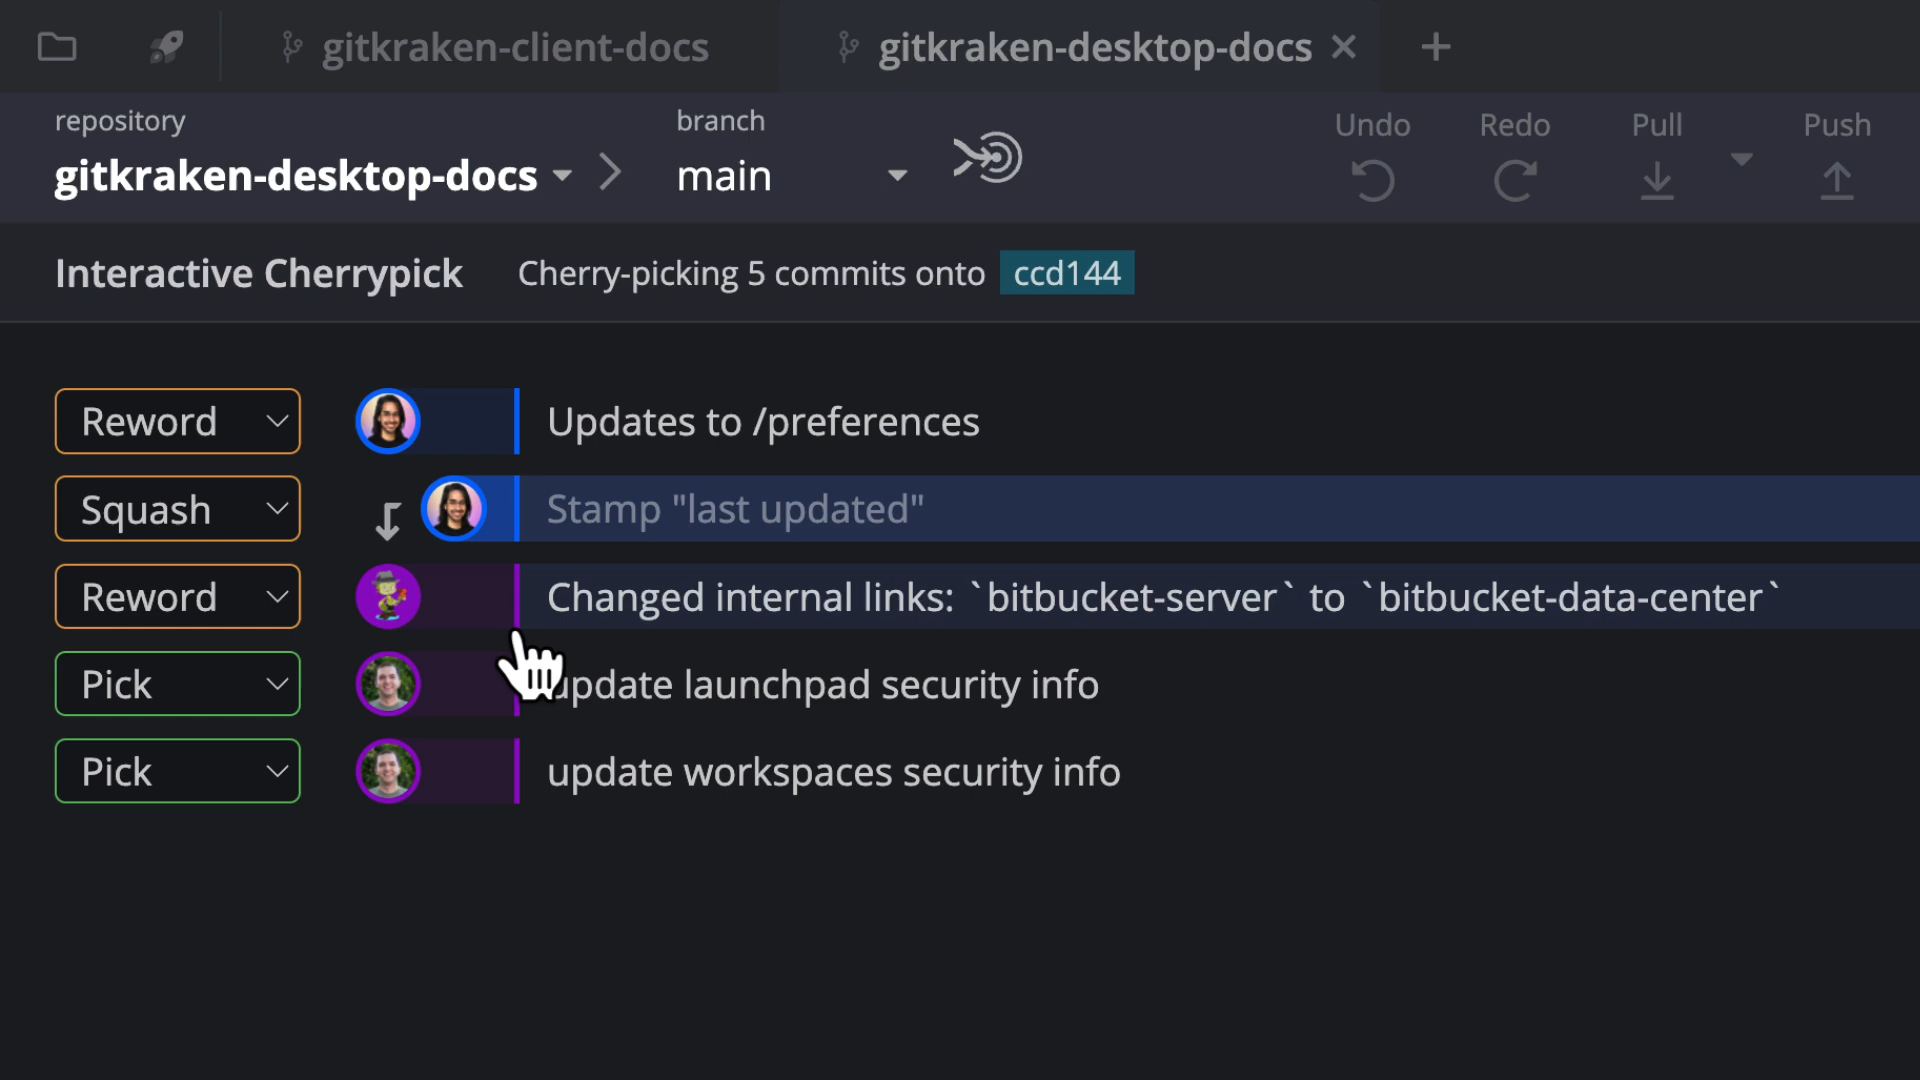 gitkraken-client-docs
gitkraken-desktop-docs
repository
gitkraken-desktop-docs
branch
main
Undo
Redo
Pull
Push
Interactive Cherrypick
Cherry-picking 5 commits onto ccd144
Reword Updates to /preferences
Squash Stamp "last updated"
Reword Changed internal links: `bitbucket-server` to `bitbucket-data-center`
Pick update launchpad security info
Pick update workspaces security info